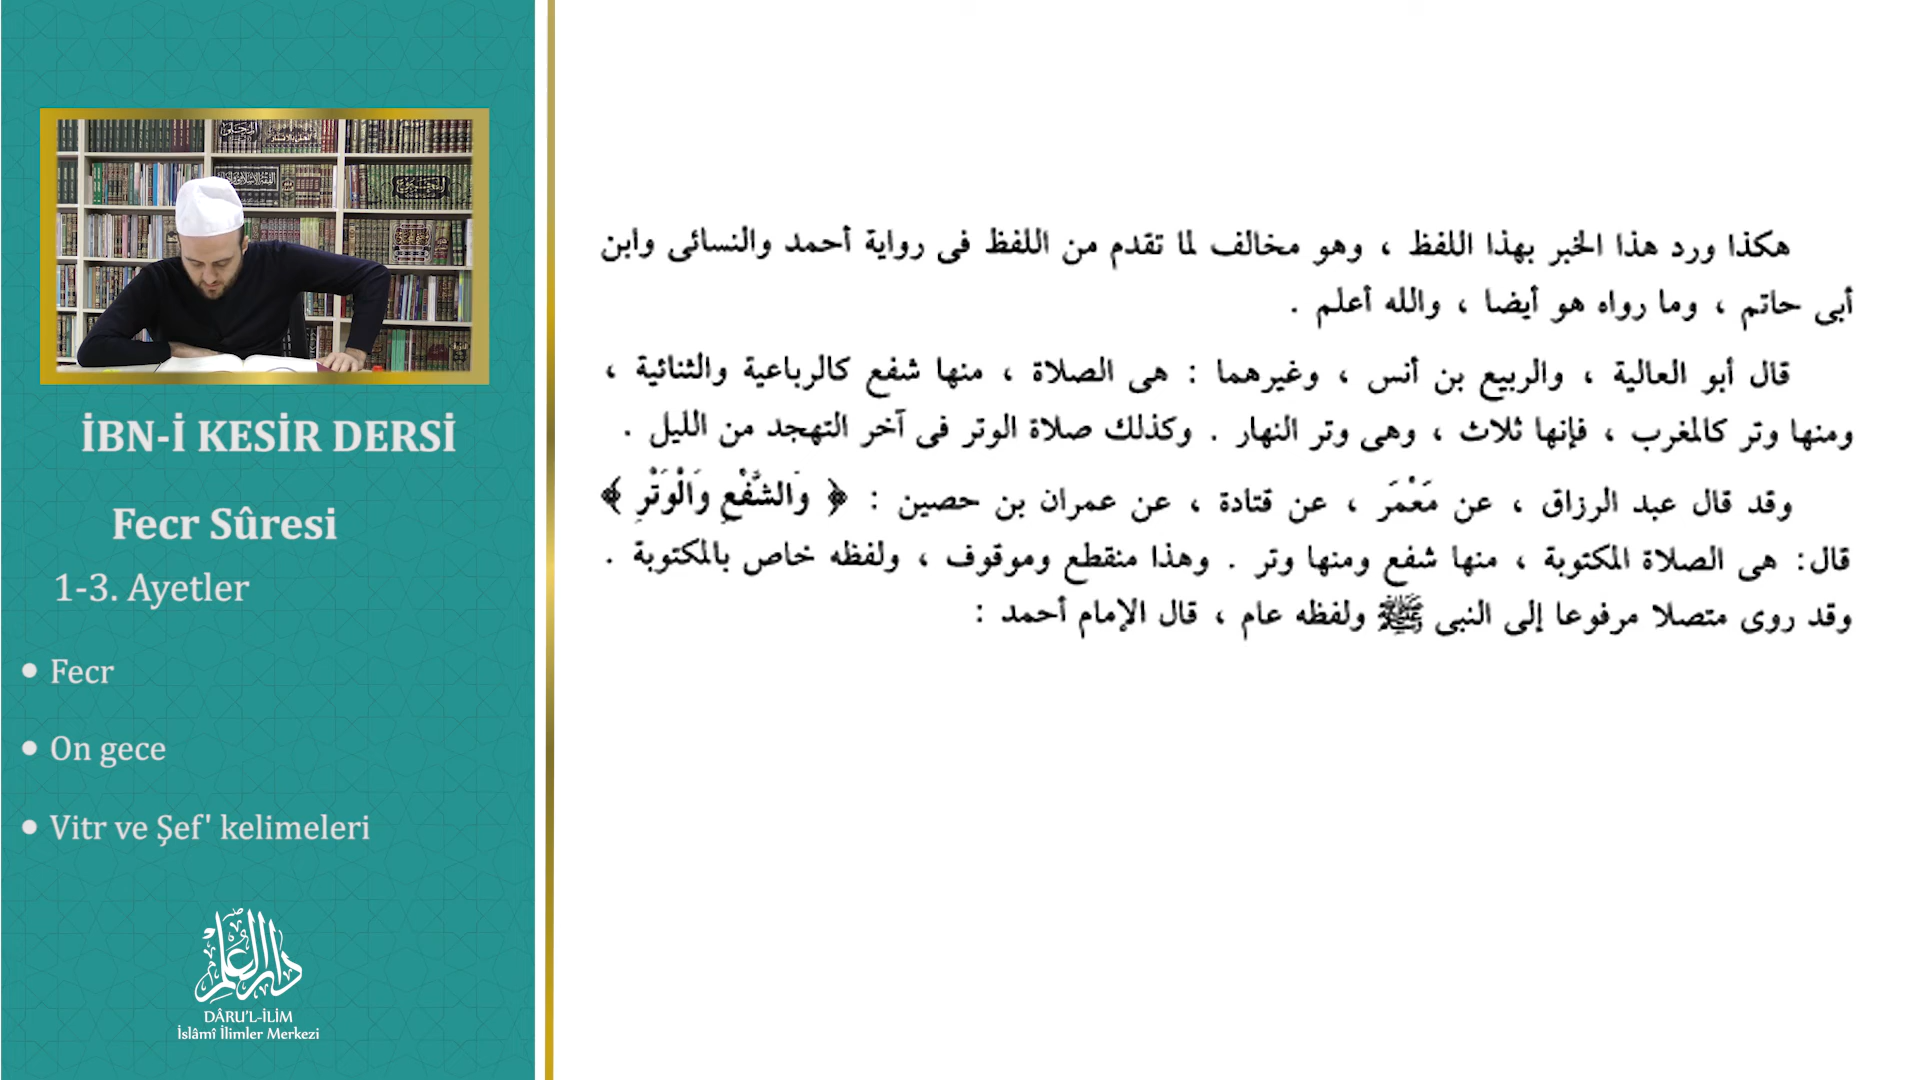 İBN-İ KESİR DERSİ
Fecr Sûresi
1-3. Ayetler
• Fecr
• On gece
• Vitr ve Şef' kelimeleri
دار العلم
DÂRU'L-İLİM
İslâmî İlimler Merkezi
هكذا ورد هذا الخبر بهذا اللفظ ، وهو مخالف لما تقدم من اللفظ فى رواية أحمد والنسائى وابن
أبى حاتم ، وما رواه هو أيضا ، والله أعلم .
قال أبو العالية ، والربيع بن أنس ، وغيرهما : هى الصلاة ، منها شفع كالرباعية والثنائية ،
ومنها وتر كالمغرب ، فإنها ثلاث ، وهى وتر النهار . وكذلك صلاة الوتر فى آخر التهجد من الليل .
وقد قال عبد الرزاق ، عن مَعْمَر ، عن قتادة ، عن عمران بن حصين : ﴿ وَالشَّفْعِ وَالْوَتْرِ ﴾
قال: هى الصلاة المكتوبة ، منها شفع ومنها وتر . وهذا منقطع وموقوف ، ولفظه خاص بالمكتوبة .
وقد روى متصلا مرفوعا إلى النبى ﷺ ولفظه عام ، قال الإمام أحمد :